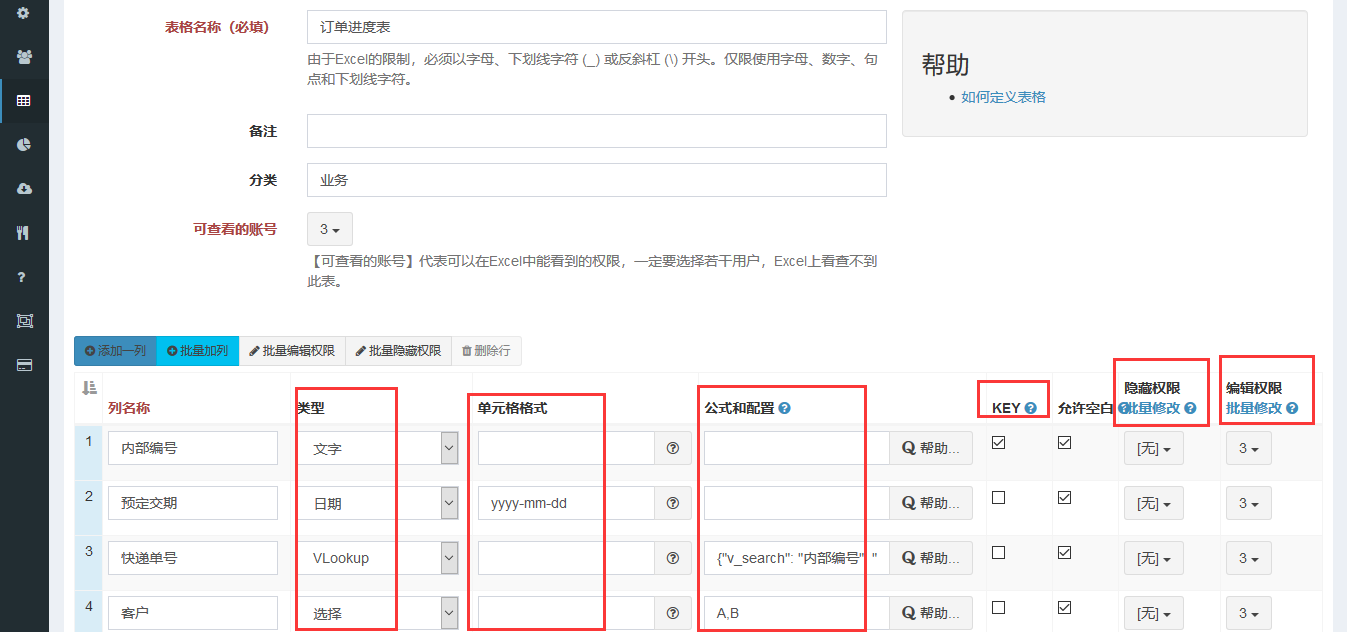 表格名称（必填）
订单进度表
由于Excel的限制，必须以字母、下划线字符 (_) 或反斜杠 (\) 开头。仅限使用字母、数字、句
点和下划线字符。
帮助
如何定义表格
备注
分类
业务
可查看的账号
3
【可查看的账号】代表可以在Excel中能看到的权限，一定要选择若干用户，Excel上看查不到
此表。
添加一列 批量加列 批量编辑权限 批量隐藏权限 删除行
列名称 类型 单元格格式 公式和配置 KEY 允许空白 隐藏权限 批量修改 编辑权限 批量修改
1 内部编号 文字 帮助... [无] 3
2 预定交期 日期 yyyy-mm-dd 帮助... [无] 3
3 快递单号 VLookup {"v_search": "内部编号", " 帮助... [无] 3
4 客户 选择 A,B 帮助... [无] 3